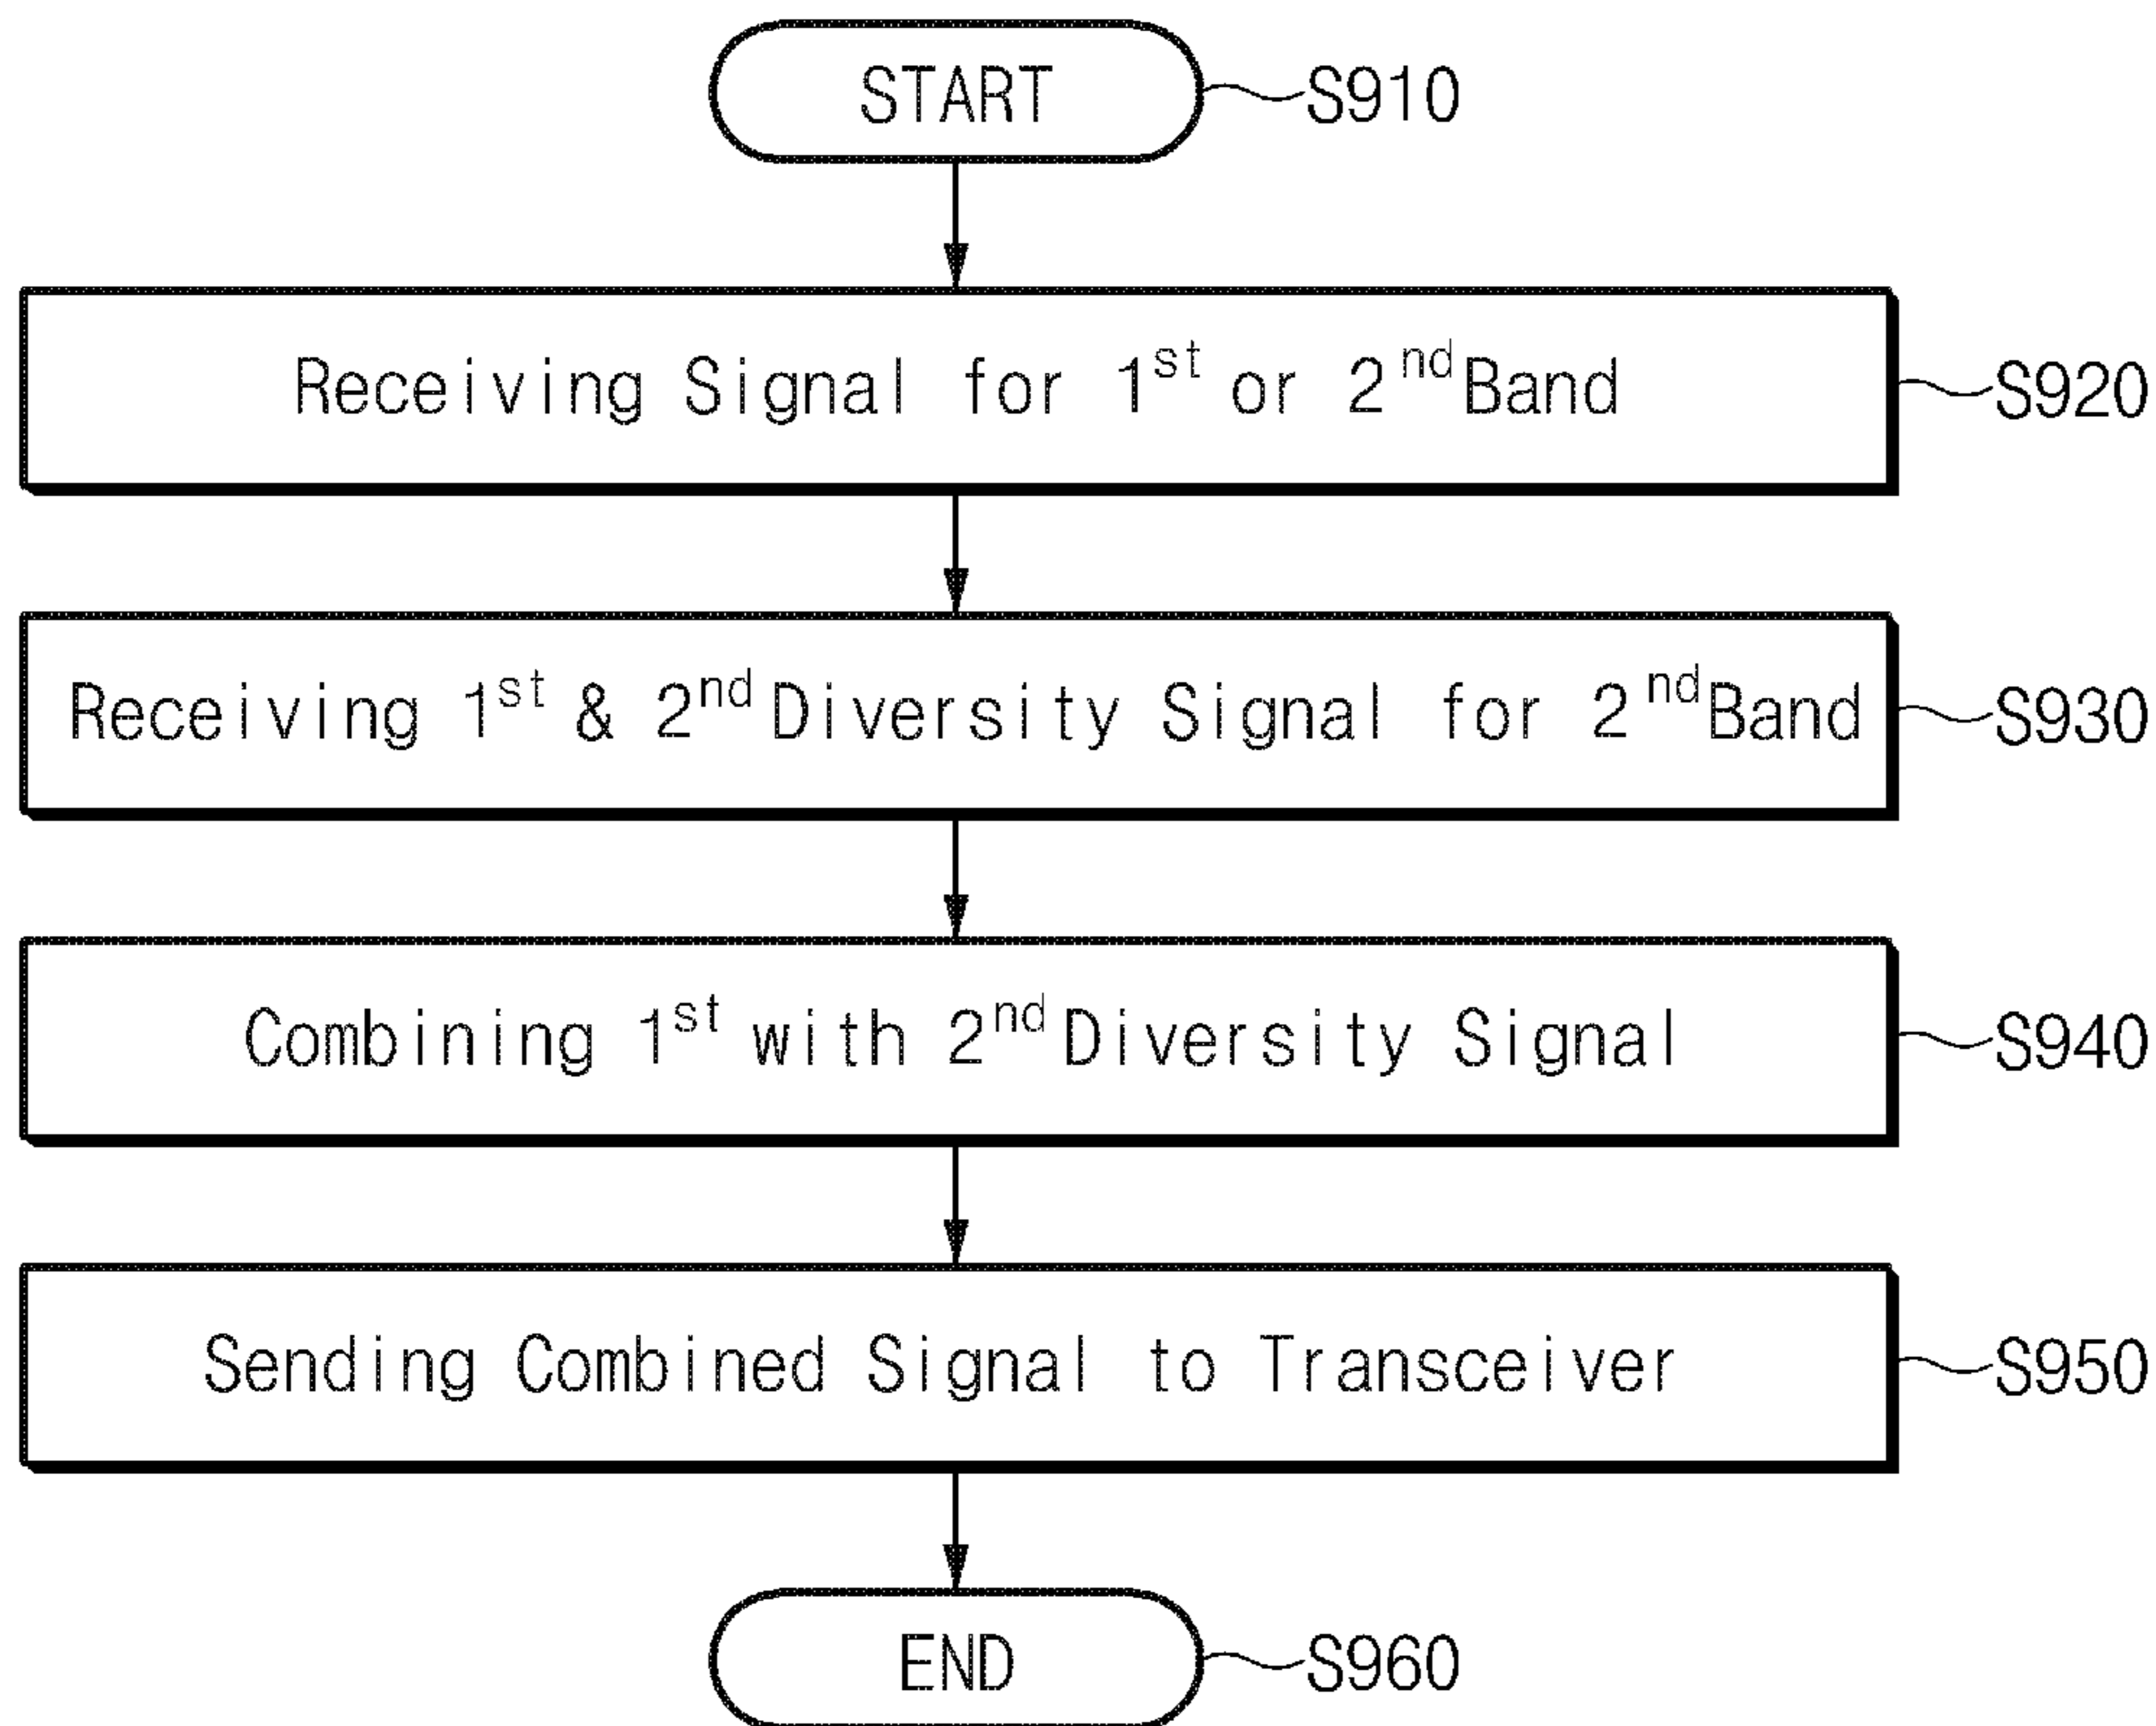 START S910
Receiving Signal for 1st or 2nd Band S920
Receiving 1st & 2nd Diversity Signal for 2nd Band S930
Combining 1st with 2nd Diversity Signal S940
Sending Combined Signal to Transceiver S950
END S960